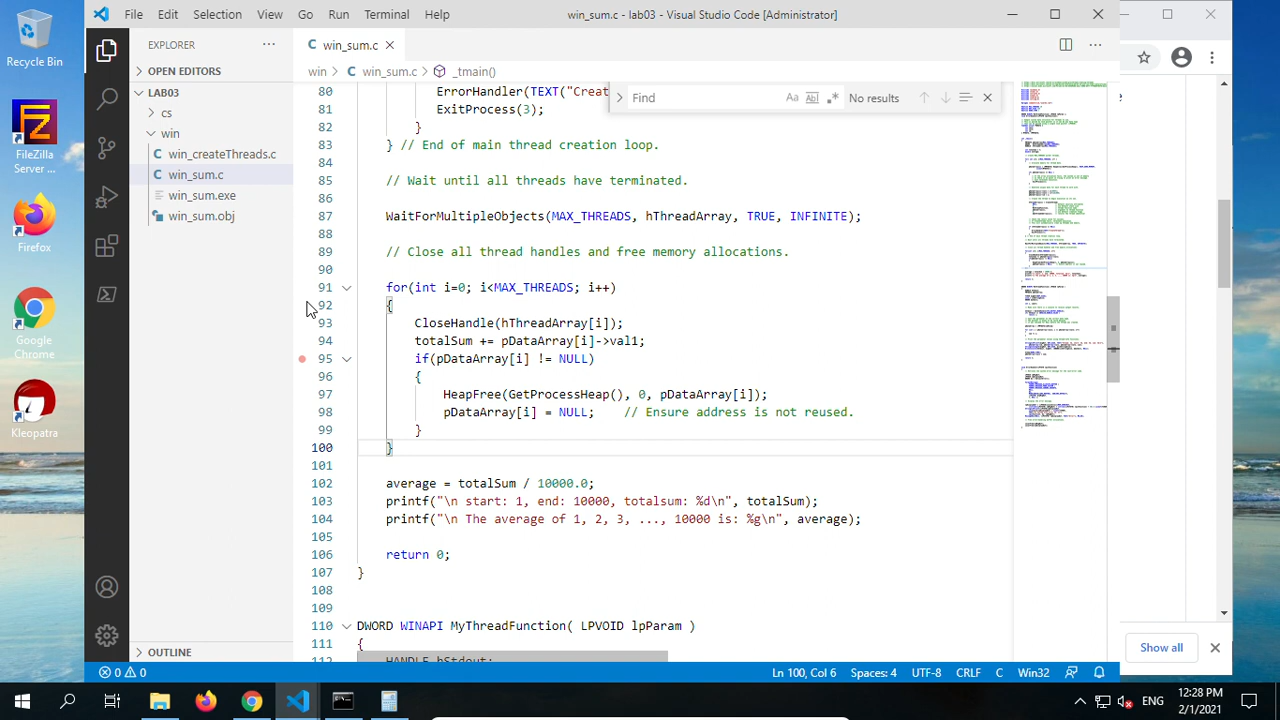 File Edit Selection View Go Run Terminal Help
win_sum.c - lab03 - Visual Studio Code [Administrator]
Recycle Bin
FileZilla Server ...
Firefox
Google Chrome
Kleopatra
EXPLORER
OPEN EDITORS
LAB03
cs
win
C win_createThreads.c
C win_sum.c
win_sum.exe
win_sum.obj
OUTLINE
C win_sum.c
win > C win_sum.c > _tmain()
Find
Aa Abl
No results
80 ErrorHandler(TEXT("Creat
81 ExitProcess(3);
82
83 } // End of main thread creation loop.
84
85 // Wait until all threads have terminated.
86
87 WaitForMultipleObjects(MAX_THREADS, hThreadArray, TRUE, INFINITE);
88
89 // Close all thread handles and free memory allocations.
90
91 for(int i=0; i<MAX_THREADS; i++)
92 {
93 CloseHandle(hThreadArray[i]);
94 totalSum += pDataArray[i]->val;
95 if(pDataArray[i] != NULL)
96 {
97 HeapFree(GetProcessHeap(), 0, pDataArray[i]);
98 pDataArray[i] = NULL; // Ensure address is not reused.
99 }
100 }
101
102 average = totalSum / 10000.0;
103 printf("\n start: 1, end: 10000, totalsum: %d\n", totalSum);
104 printf("\n The average of 1, 2, 3, ..., 10000 is: %g\n", average);
105
106 return 0;
107 }
108
109
110 DWORD WINAPI MyThreadFunction( LPVOID lpParam )
111 {
112 HANDLE hStdout;
0 0
Ln 100, Col 6 Spaces: 4 UTF-8 CRLF C Win32
Show all
ENG
12:28 PM
2/1/2021